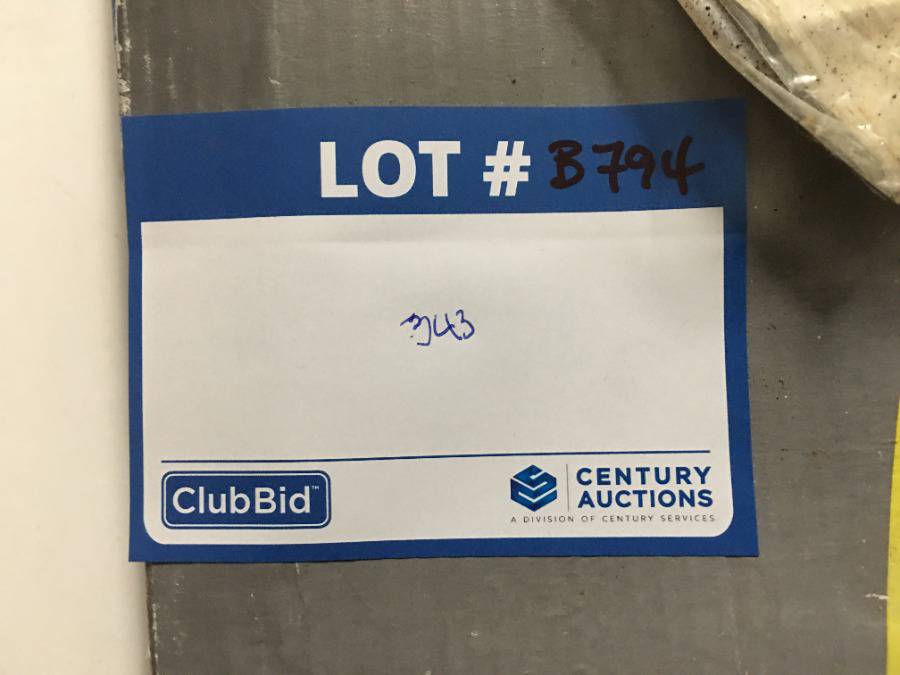 LOT # B794
343
ClubBid™
CENTURY
AUCTIONS
A DIVISION OF CENTURY SERVICES